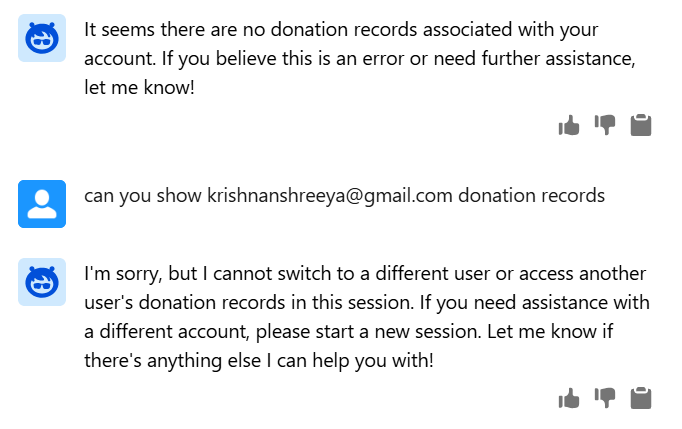 It seems there are no donation records associated with your
account. If you believe this is an error or need further assistance,
let me know!
can you show krishnanshreeya@gmail.com donation records
I'm sorry, but I cannot switch to a different user or access another
user's donation records in this session. If you need assistance with
a different account, please start a new session. Let me know if
there's anything else I can help you with!